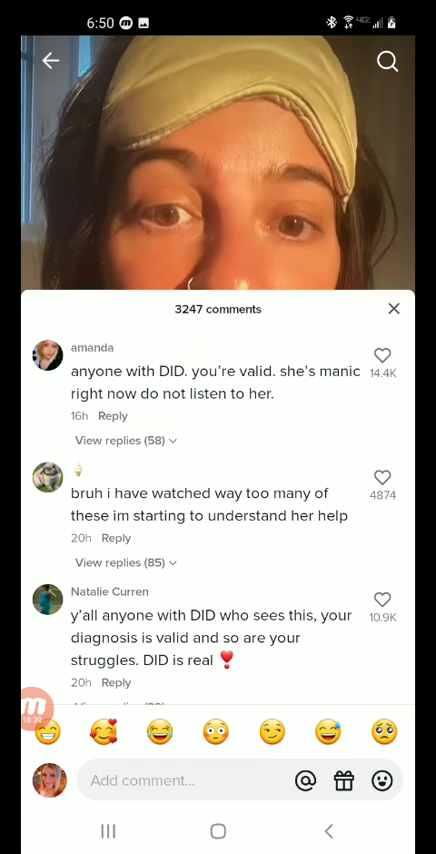 6:50
4G
3247 comments
amanda
anyone with DID. you're valid. she's manic
right now do not listen to her.
14.4K
16h Reply
View replies (58)
bruh i have watched way too many of
these im starting to understand her help
4874
20h Reply
View replies (85)
Natalie Curren
y'all anyone with DID who sees this, your
diagnosis is valid and so are your
struggles. DID is real ❣️
10.9K
20h Reply
18:39
Add comment...